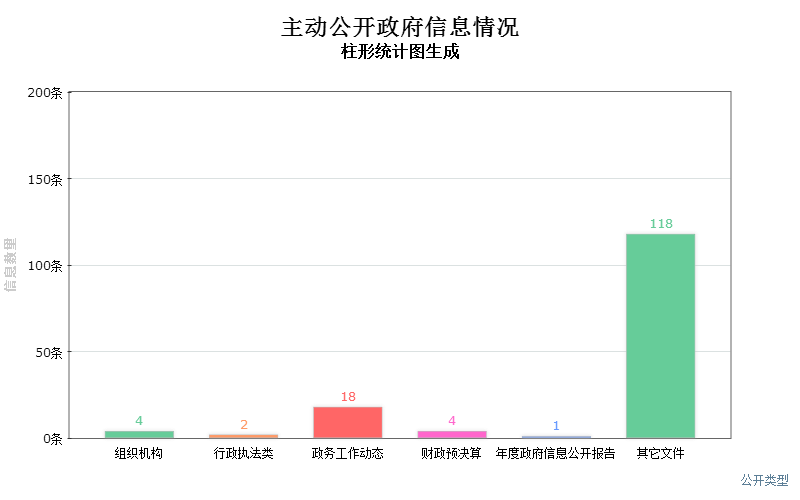 主动公开政府信息情况
柱形统计图生成
200条
150条
100条
50条
0条
信息数量
4
2
18
4
1
118
组织机构
行政执法类
政务工作动态
财政预决算
年度政府信息公开报告
其它文件
公开类型